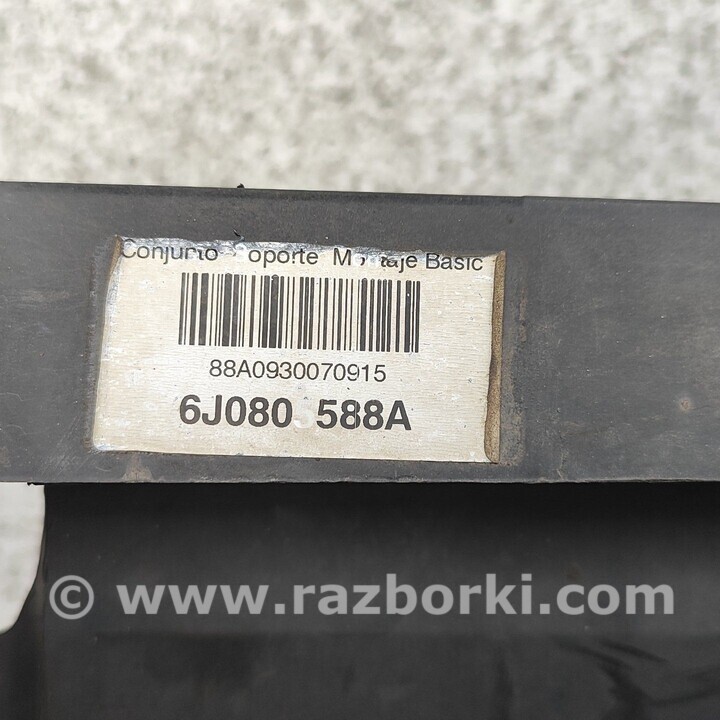 Conjunto Basic
88A0930070915
6J080 588A
© www.razborki.com